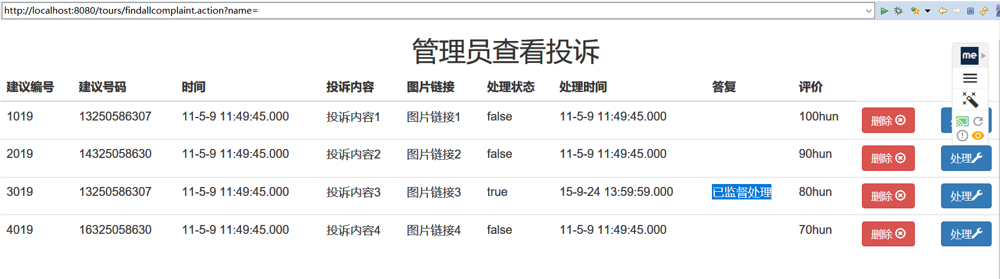 http://localhost:8080/tours/findallcomplaint.action?name=
管理员查看投诉
me
建议编号 建议号码 时间 投诉内容 图片链接 处理状态 处理时间 答复 评价
1019 13250586307 11-5-9 11:49:45.000 投诉内容1 图片链接1 false 11-5-9 11:49:45.000 100hun 删除
2019 14325058630 11-5-9 11:49:45.000 投诉内容2 图片链接2 false 11-5-9 11:49:45.000 90hun 删除 处理
3019 13250586307 11-5-9 11:49:45.000 投诉内容3 图片链接3 true 15-9-24 13:59:59.000 已监督处理 80hun 删除 处理
4019 16325058630 11-5-9 11:49:45.000 投诉内容4 图片链接4 false 11-5-9 11:49:45.000 70hun 删除 处理